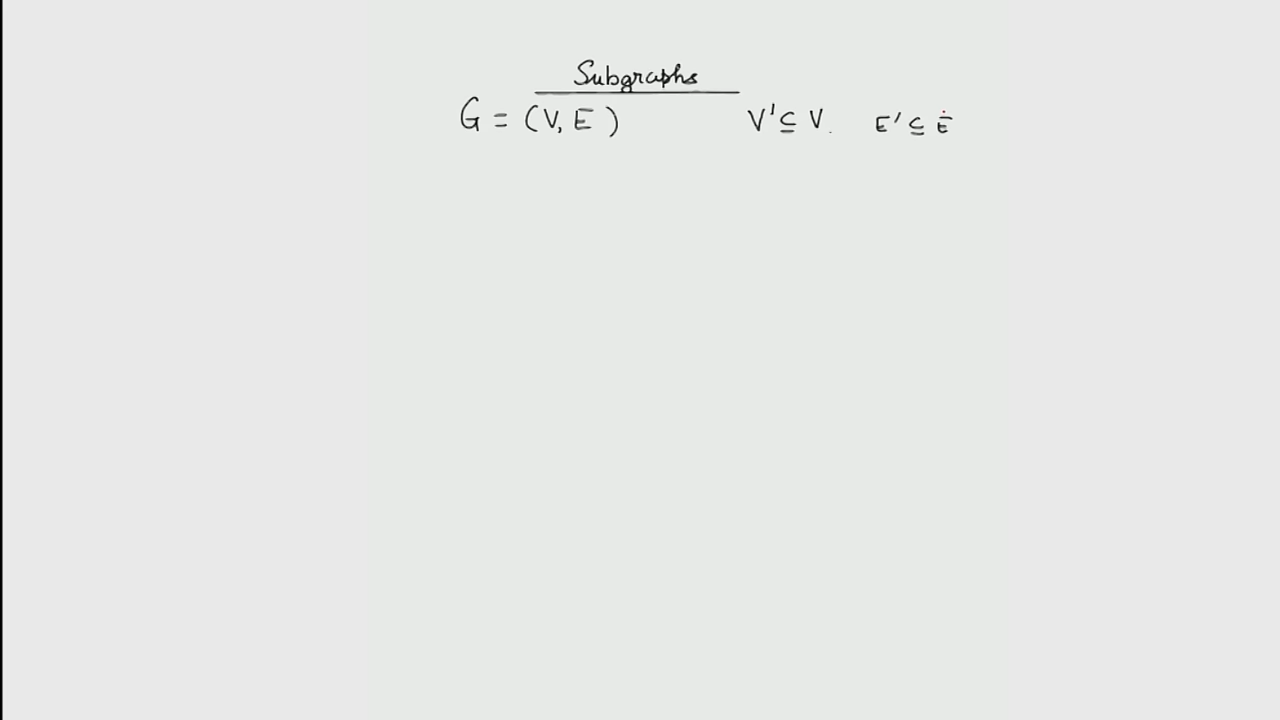 Subgraphs
G = (V, E) V' ⊆ V. E' ⊆ E